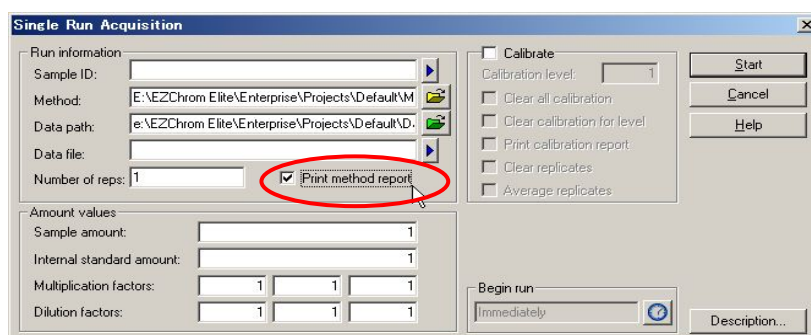 Single Run Acquisition
Run information
Sample ID:
Method: E:\EZChrom Elite\Enterprise\Projects\Default\M
Data path: e:\EZChrom Elite\Enterprise\Projects\Default\D.
Data file:
Number of reps: 1 Print method report
Amount values
Sample amount: 1
Internal standard amount: 1
Multiplication factors: 1 1 1
Dilution factors: 1 1 1
Calibrate
Calibration level: 1
Clear all calibration
Clear calibration for level
Print calibration report
Clear replicates
Average replicates
Begin run
Immediately
Start
Cancel
Help
Description...